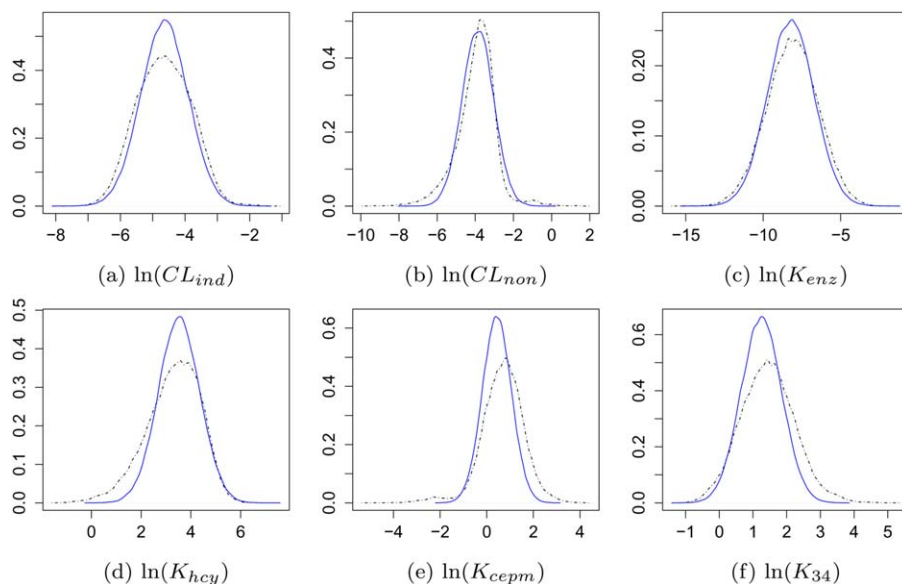 0.0 0.2 0.4
-8 -6 -4 -2
(a) ln(CL_ind)
0.0 0.2 0.4
-10 -8 -6 -4 -2 0 2
(b) ln(CL_non)
0.00 0.10 0.20
-15 -10 -5
(c) ln(K_enz)
0.0 0.1 0.2 0.3 0.4 0.5
0 2 4 6
(d) ln(K_hcy)
0.0 0.2 0.4 0.6
-4 -2 0 2 4
(e) ln(K_cepm)
0.0 0.2 0.4 0.6
-1 0 1 2 3 4 5
(f) ln(K_34)